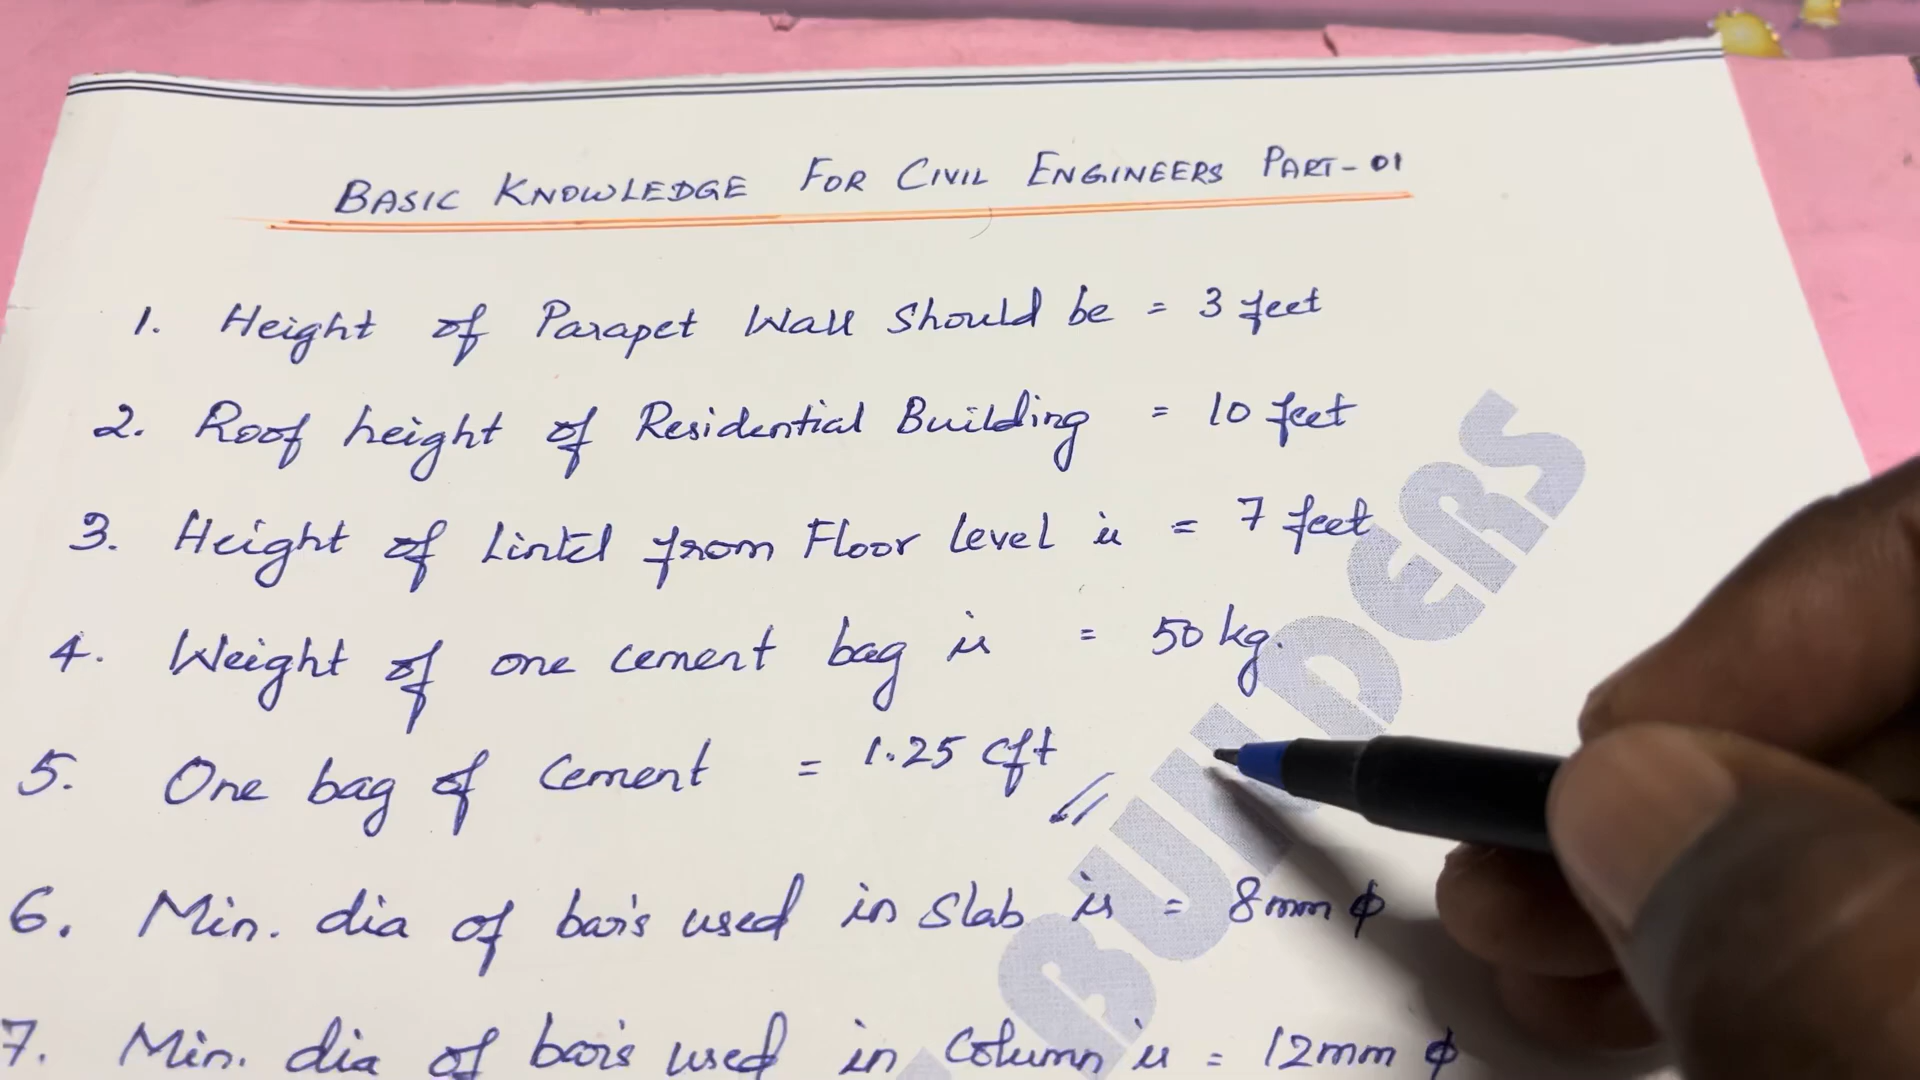 BASIC KNOWLEDGE FOR CIVIL ENGINEERS PART-01
1. Height of Parapet Wall Should be = 3 feet
2. Roof height of Residential Building = 10 feet
3. Height of Lintel from Floor level is = 7 feet
4. Weight of one cement bag is = 50 kg.
5. One bag of Cement = 1.25 cft
6. Min. dia of bars used in Slab is = 8mm ϕ
7. Min. dia of bars used in Column is = 12mm ϕ
BUILDERS